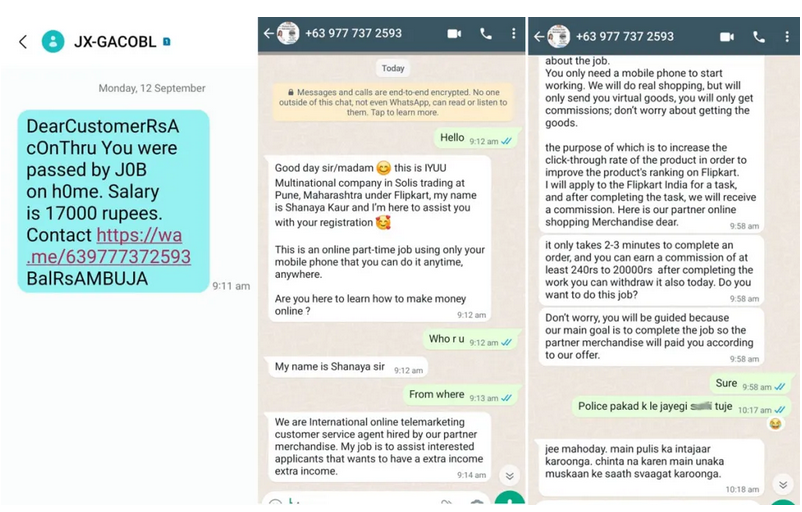 JX-GACOBL
Monday, 12 September
DearCustomerRsA
cOnThru You were
passed by J0B
on h0me. Salary
is 17000 rupees.
Contact https://wa
.me/639777372593
BalRsAMBUJA
9:11 am
+63 977 737 2593
Today
Messages and calls are end-to-end encrypted. No one
outside of this chat, not even WhatsApp, can read or listen to
them. Tap to learn more.
Hello 9:12 am
Good day sir/madam 😊 this is IYUU
Multinational company in Solis trading at
Pune, Maharashtra under Flipkart, my name
is Shanaya Kaur and I'm here to assist you
with your registration 🥰
This is an online part-time job using only your
mobile phone that you can do it anytime,
anywhere.
Are you here to learn how to make money
online ?
9:12 am
Who r u 9:12 am
My name is Shanaya sir 9:12 am
From where 9:13 am
We are International online telemarketing
customer service agent hired by our partner
merchandise. My job is to assist interested
applicants that wants to have a extra income
extra income.
9:14 am
+63 977 737 2593
about the job.
You only need a mobile phone to start
working. We will do real shopping, but will
only send you virtual goods, you will only get
commissions; don't worry about getting the
goods.
the purpose of which is to increase the
click-through rate of the product in order to
improve the product's ranking on Flipkart.
I will apply to the Flipkart India for a task,
and after completing the task, we will receive
a commission. Here is our partner online
shopping Merchandise dear.
9:58 am
it only takes 2-3 minutes to complete an
order, and you can earn a commission of at
least 240rs to 20000rs after completing the
work you can withdraw it also today. Do you
want to do this job?
9:58 am
Don't worry, you will be guided because
our main goal is to complete the job so the
partner merchandise will paid you according
to our offer.
9:58 am
Sure 9:58 am
Police pakad k le jayegi tuje 10:17 am
jee mahoday. main pulis ka intajaar
karoonga. chinta na karen main unaka
muskaan ke saath svaagat karoonga.
10:18 am